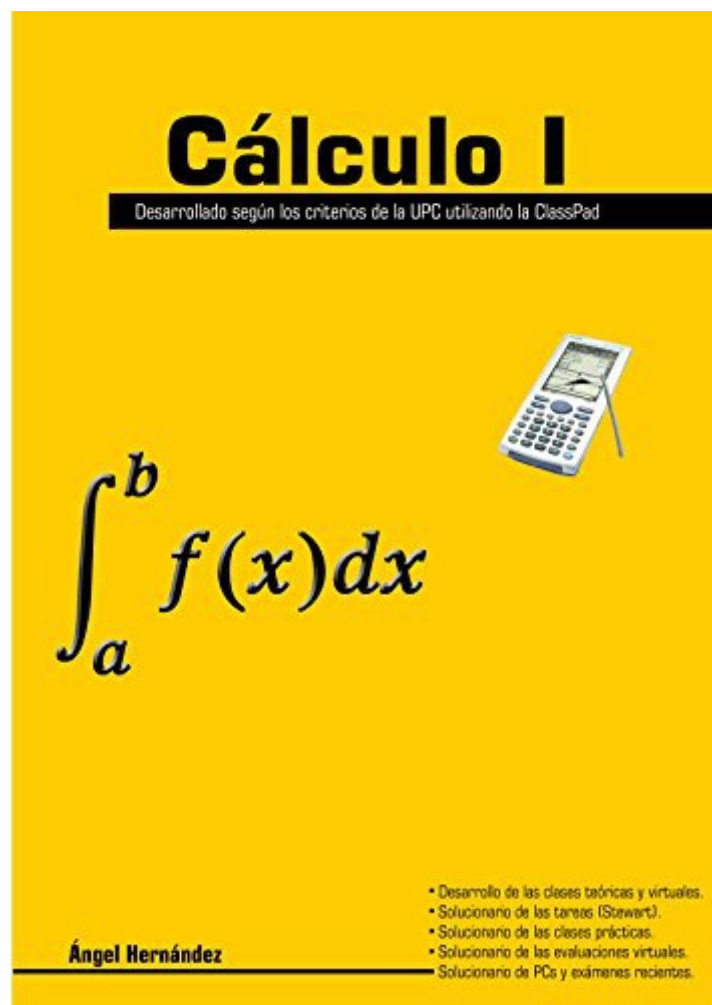 Cálculo I
Desarrollado según los criterios de la UPC utilizando la ClassPad
∫_a^b f(x)dx
• Desarrollo de las clases teóricas y virtuales.
• Solucionario de las tareas (Stewart).
• Solucionario de las clases prácticas.
• Solucionario de las evaluaciones virtuales.
Solucionario de PCs y exámenes recientes.
Ángel Hernández